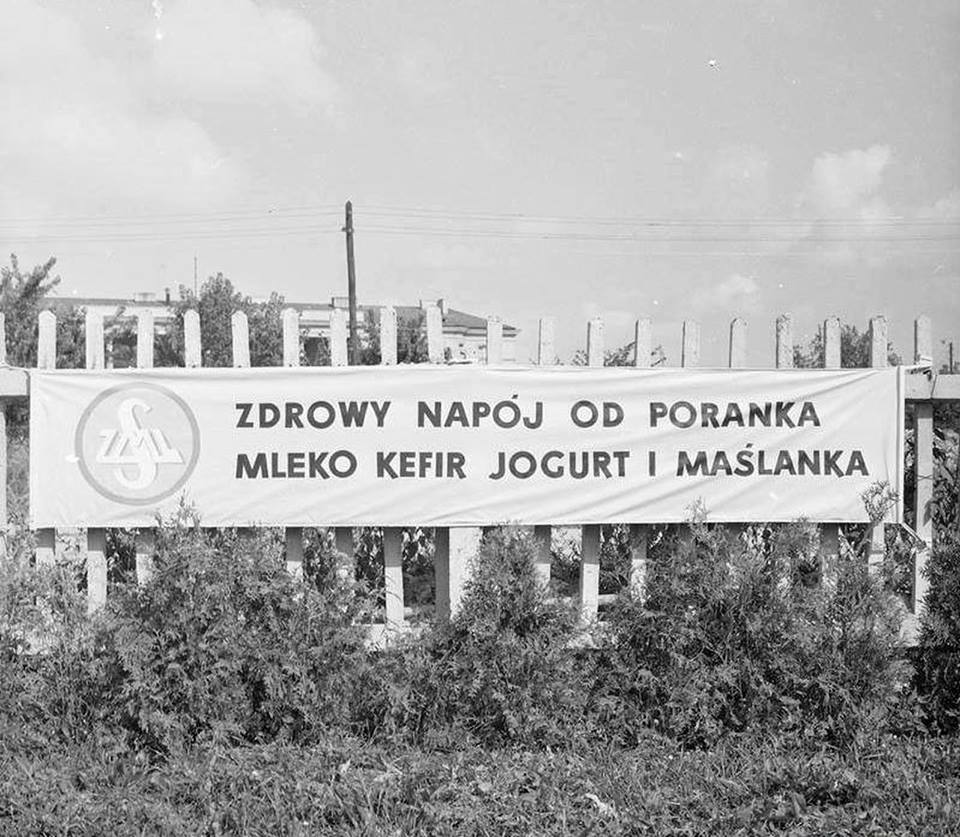 ZDROWY NAPÓJ OD PORANKA
MLEKO KEFIR JOGURT I MAŚLANKA